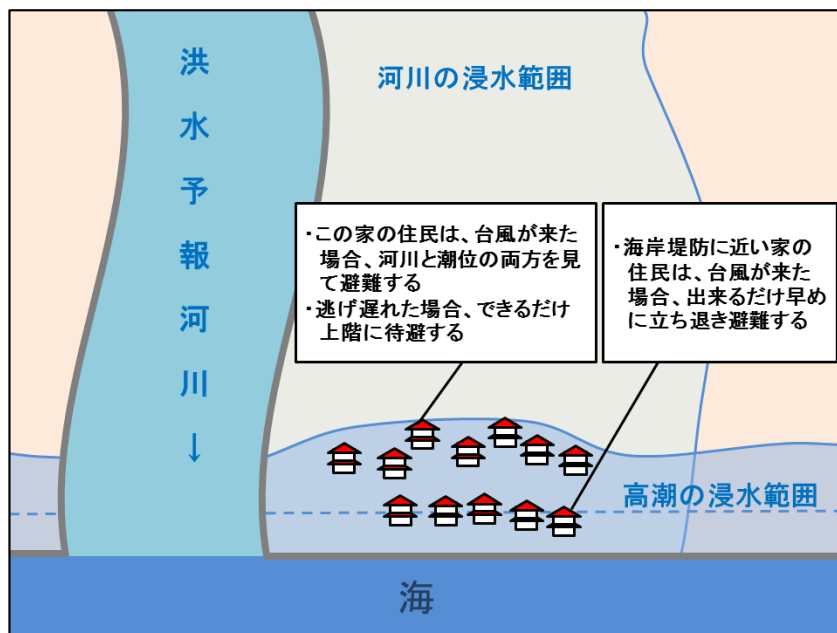 洪水予報河川↓
河川の浸水範囲
・この家の住民は、台風が来た
場合、河川と潮位の両方を見
て避難する
・逃げ遅れた場合、できるだけ
上階に待避する
・海岸堤防に近い家の
住民は、台風が来た
場合、出来るだけ早め
に立ち退き避難する
高潮の浸水範囲
海